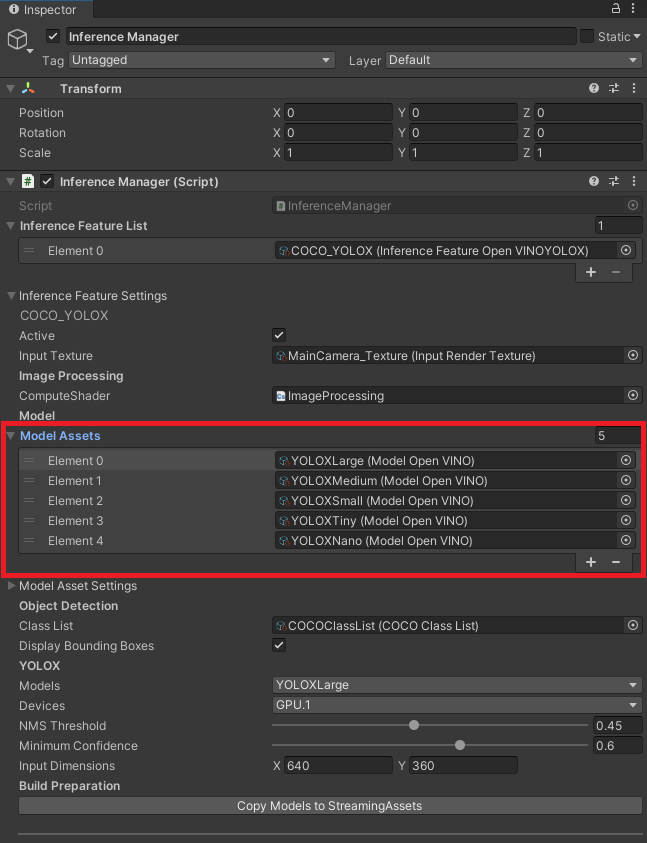 Inspector
Inference Manager Static
Tag Untagged Layer Default
Transform
Position X 0 Y 0 Z 0
Rotation X 0 Y 0 Z 0
Scale X 1 Y 1 Z 1
# Inference Manager (Script)
Script # InferenceManager
Inference Feature List 1
Element 0 COCO_YOLOX (Inference Feature Open VINOYOLOX)
+ −
Inference Feature Settings
COCO_YOLOX
Active
Input Texture MainCamera_Texture (Input Render Texture)
Image Processing
ComputeShader ImageProcessing
Model
Model Assets 5
Element 0 YOLOXLarge (Model Open VINO)
Element 1 YOLOXMedium (Model Open VINO)
Element 2 YOLOXSmall (Model Open VINO)
Element 3 YOLOXTiny (Model Open VINO)
Element 4 YOLOXNano (Model Open VINO)
+ −
Model Asset Settings
Object Detection
Class List COCOClassList (COCO Class List)
Display Bounding Boxes
YOLOX
Models YOLOXLarge
Devices GPU.1
NMS Threshold 0.45
Minimum Confidence 0.6
Input Dimensions X 640 Y 360
Build Preparation
Copy Models to StreamingAssets